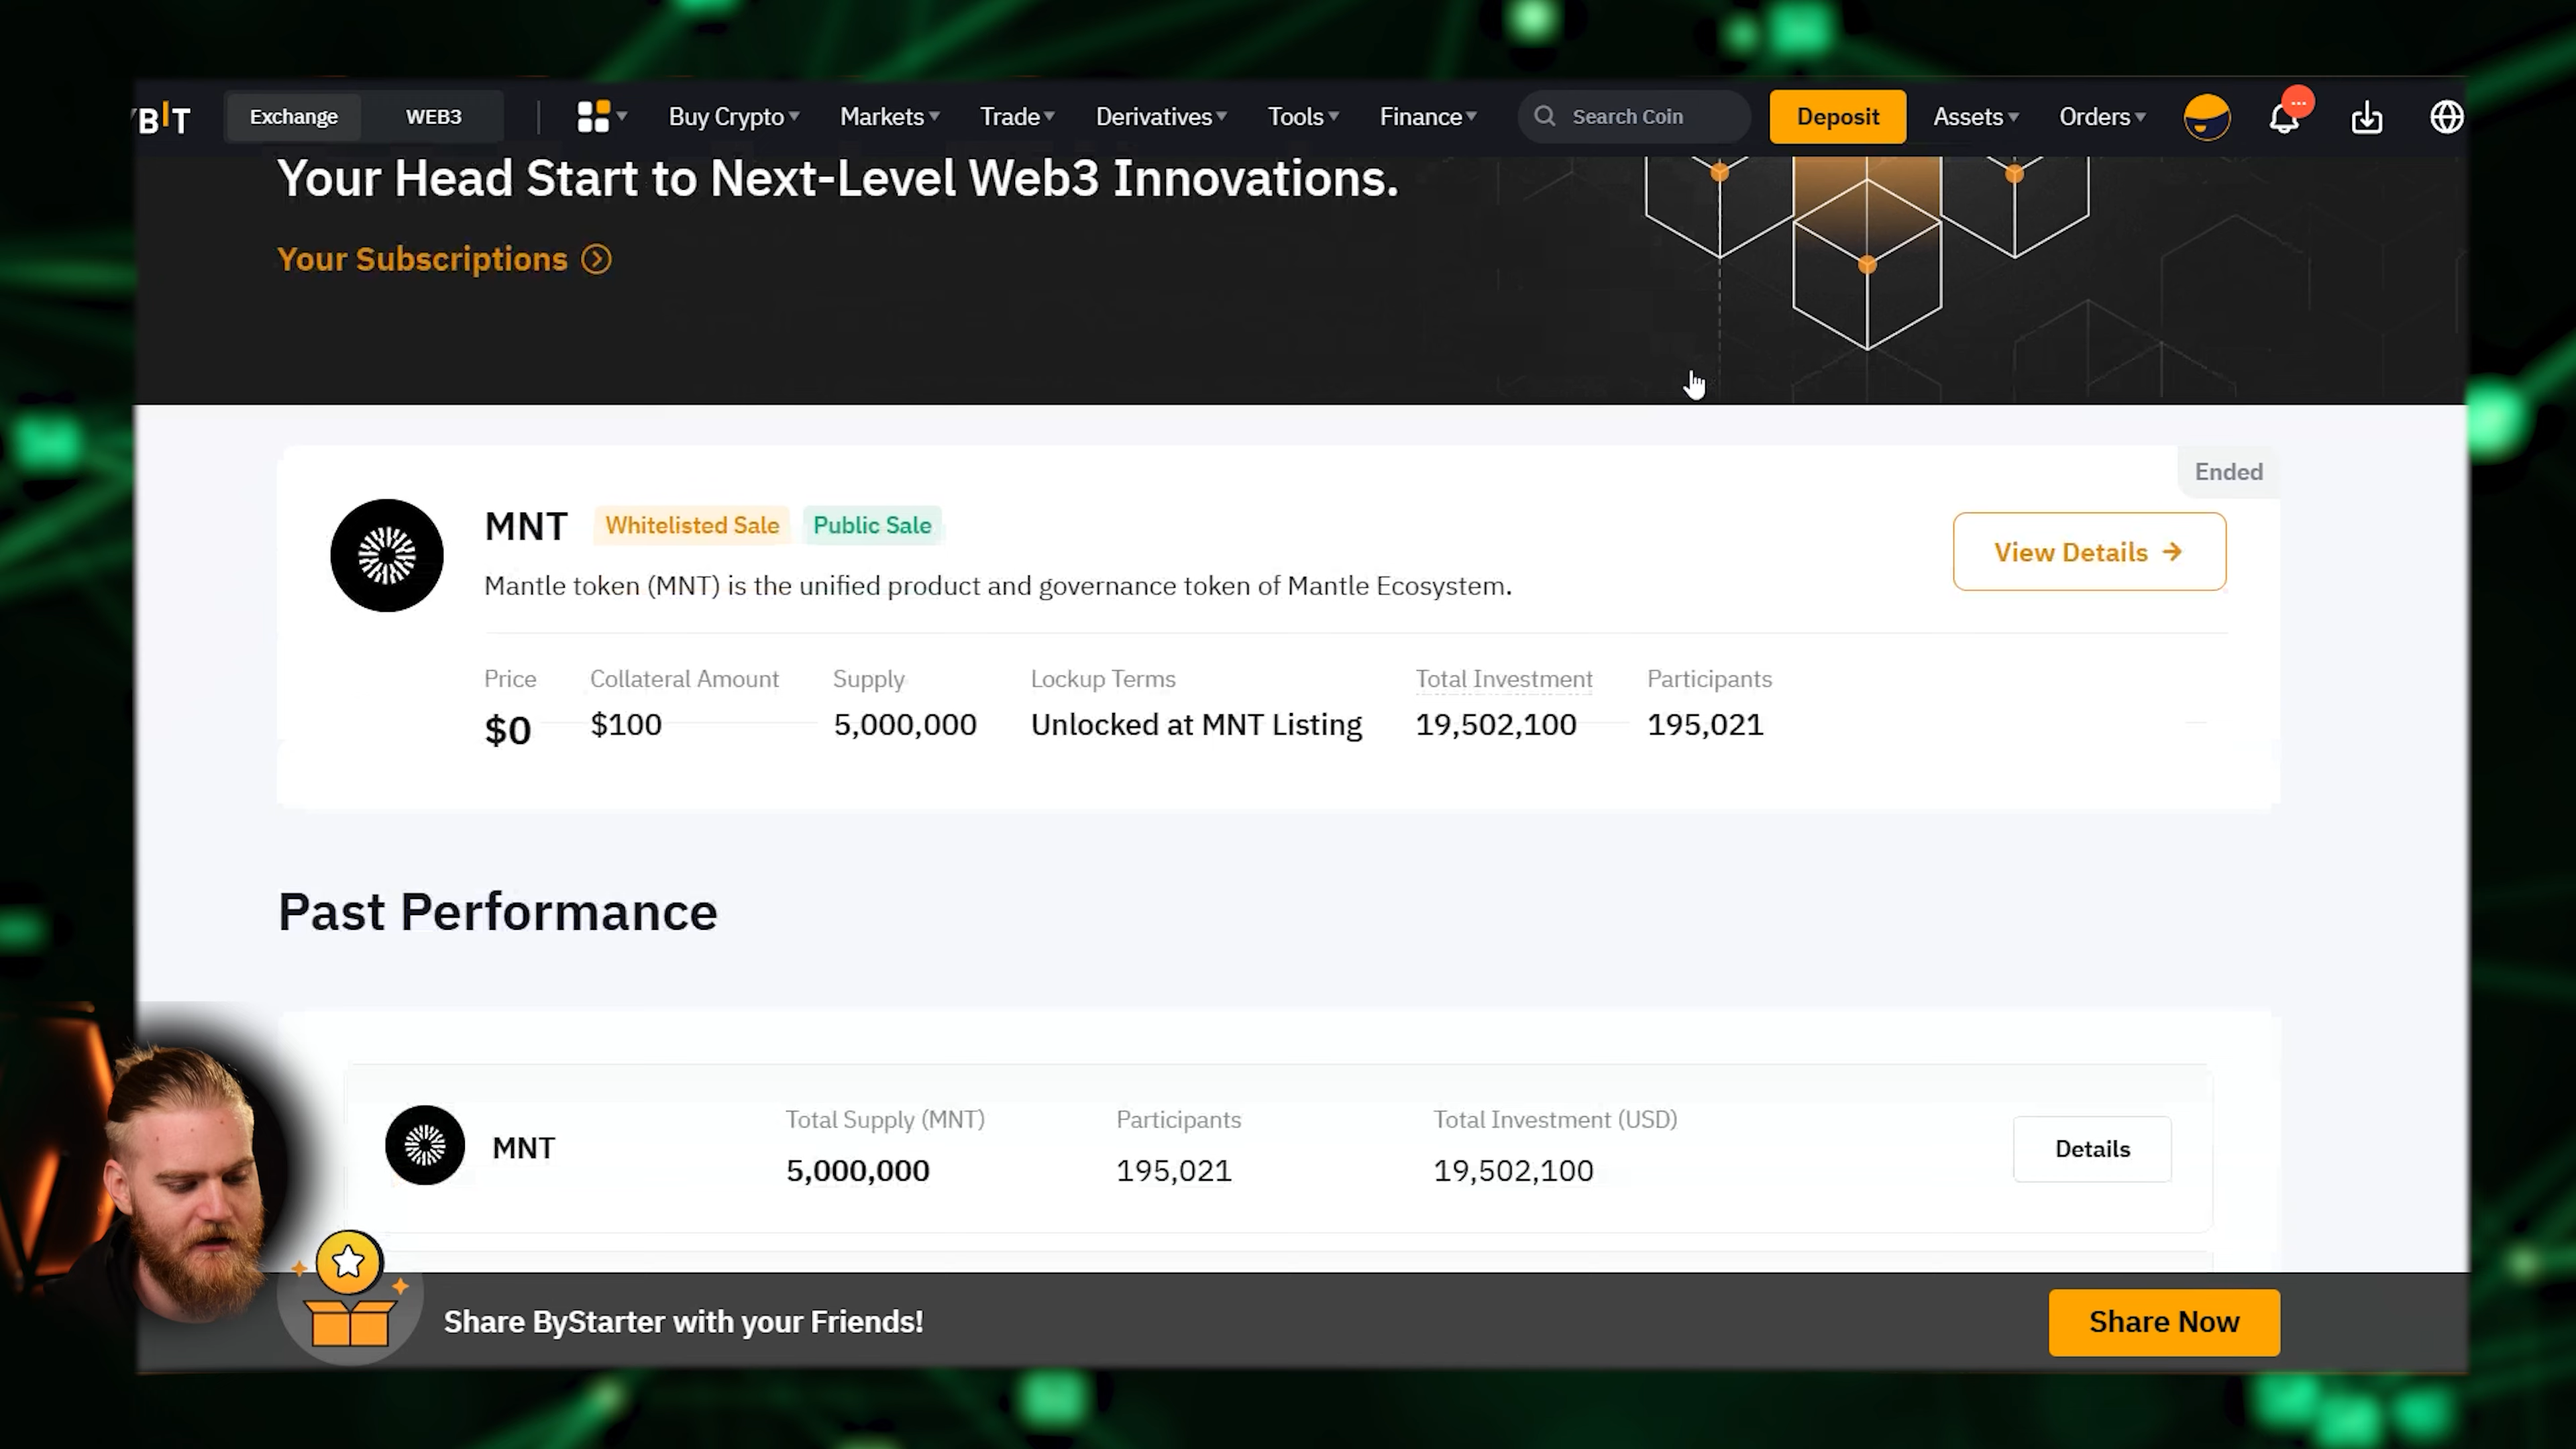 BIT Exchange WEB3 Buy Crypto Markets Trade Derivatives Tools Finance Search Coin Deposit Assets Orders
Your Head Start to Next-Level Web3 Innovations.
Your Subscriptions
Ended
MNT Whitelisted Sale Public Sale
View Details →
Mantle token (MNT) is the unified product and governance token of Mantle Ecosystem.
Price Collateral Amount Supply Lockup Terms Total Investment Participants
$0 $100 5,000,000 Unlocked at MNT Listing 19,502,100 195,021
Past Performance
Total Supply (MNT) Participants Total Investment (USD)
MNT 5,000,000 195,021 19,502,100 Details
Share ByStarter with your Friends! Share Now